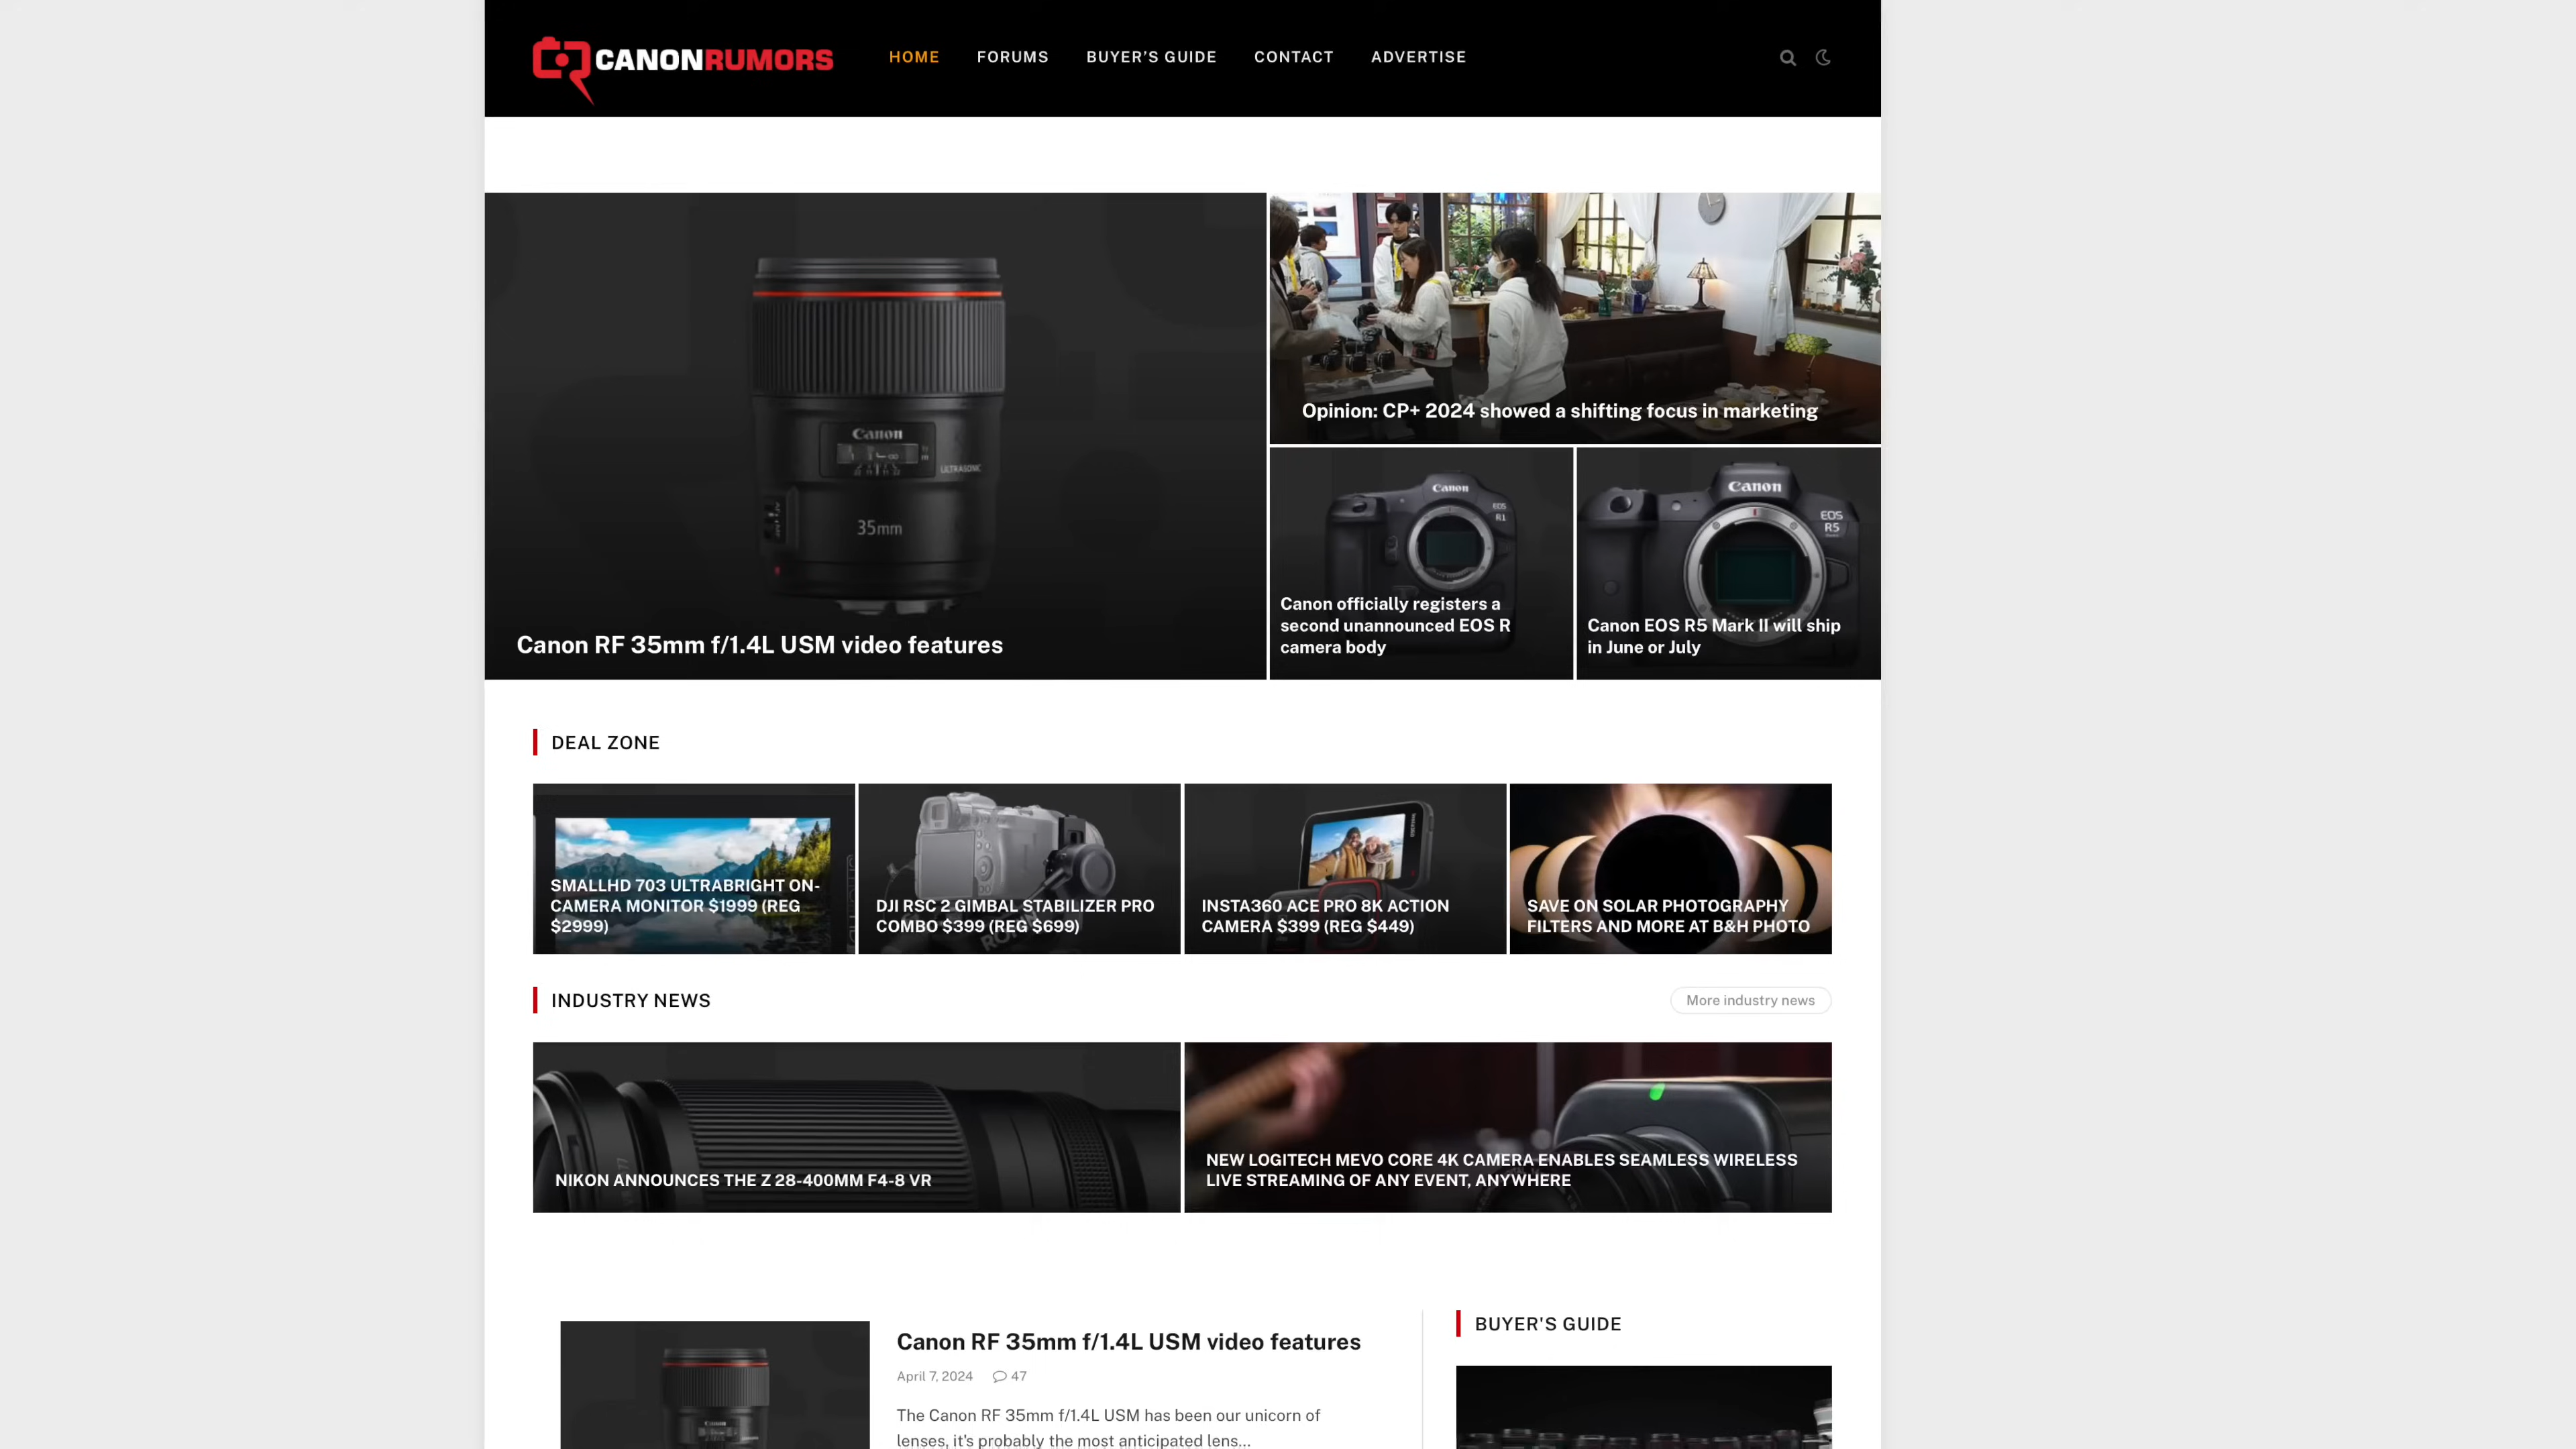 CANONRUMORS
HOME
FORUMS
BUYER'S GUIDE
CONTACT
ADVERTISE
Canon
ULTRASONIC
35mm
Canon RF 35mm f/1.4L USM video features
Opinion: CP+ 2024 showed a shifting focus in marketing
Canon
EOS
R1
Canon officially registers a
second unannounced EOS R
camera body
Canon
EOS
R5
Canon EOS R5 Mark II will ship
in June or July
DEAL ZONE
SMALLHD 703 ULTRABRIGHT ON-
CAMERA MONITOR $1999 (REG
$2999)
DJI RSC 2 GIMBAL STABILIZER PRO
COMBO $399 (REG $699)
INSTA360 ACE PRO 8K ACTION
CAMERA $399 (REG $449)
SAVE ON SOLAR PHOTOGRAPHY
FILTERS AND MORE AT B&H PHOTO
INDUSTRY NEWS
More industry news
NIKON ANNOUNCES THE Z 28-400MM F4-8 VR
NEW LOGITECH MEVO CORE 4K CAMERA ENABLES SEAMLESS WIRELESS
LIVE STREAMING OF ANY EVENT, ANYWHERE
Canon RF 35mm f/1.4L USM video features
April 7, 2024
47
The Canon RF 35mm f/1.4L USM has been our unicorn of
lenses, it's probably the most anticipated lens...
BUYER'S GUIDE
Canon